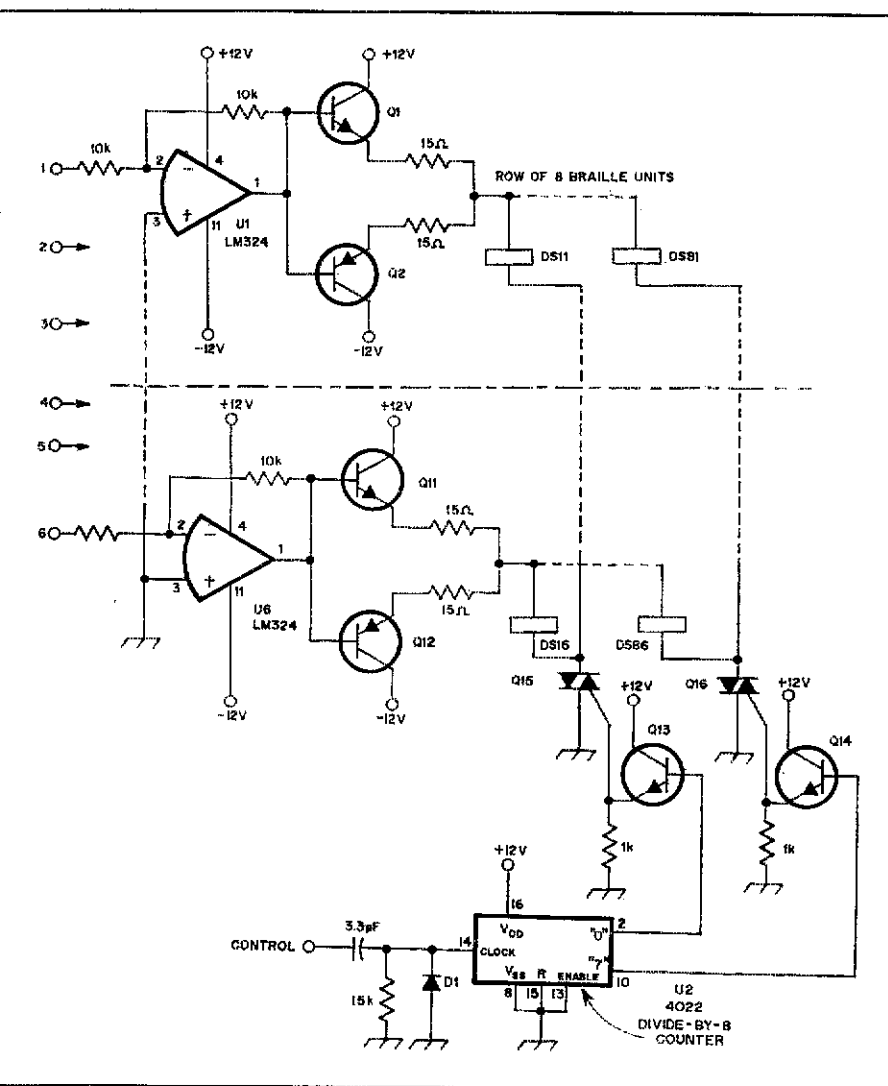 +12V
+12V
10k
Q1
10k
15Ω
1
2
4
1
ROW OF 8 BRAILLE UNITS
3
11
U1
LM324
15Ω
DS11
DS81
2
Q2
3
-12V
-12V
4
+12V
+12V
5
10k
Q11
15Ω
6
2
4
1
3
11
15Ω
U6
LM324
DS16
DS86
Q12
Q15
Q16
+12V
+12V
-12V
-12V
Q13
Q14
1k
1k
+12V
16
3.3pF
VDD
"0"
2
CONTROL
14
CLOCK
"7"
D1
VSS
R
ENABLE
10
15k
8
15
13
U2
4022
DIVIDE-BY-8
COUNTER